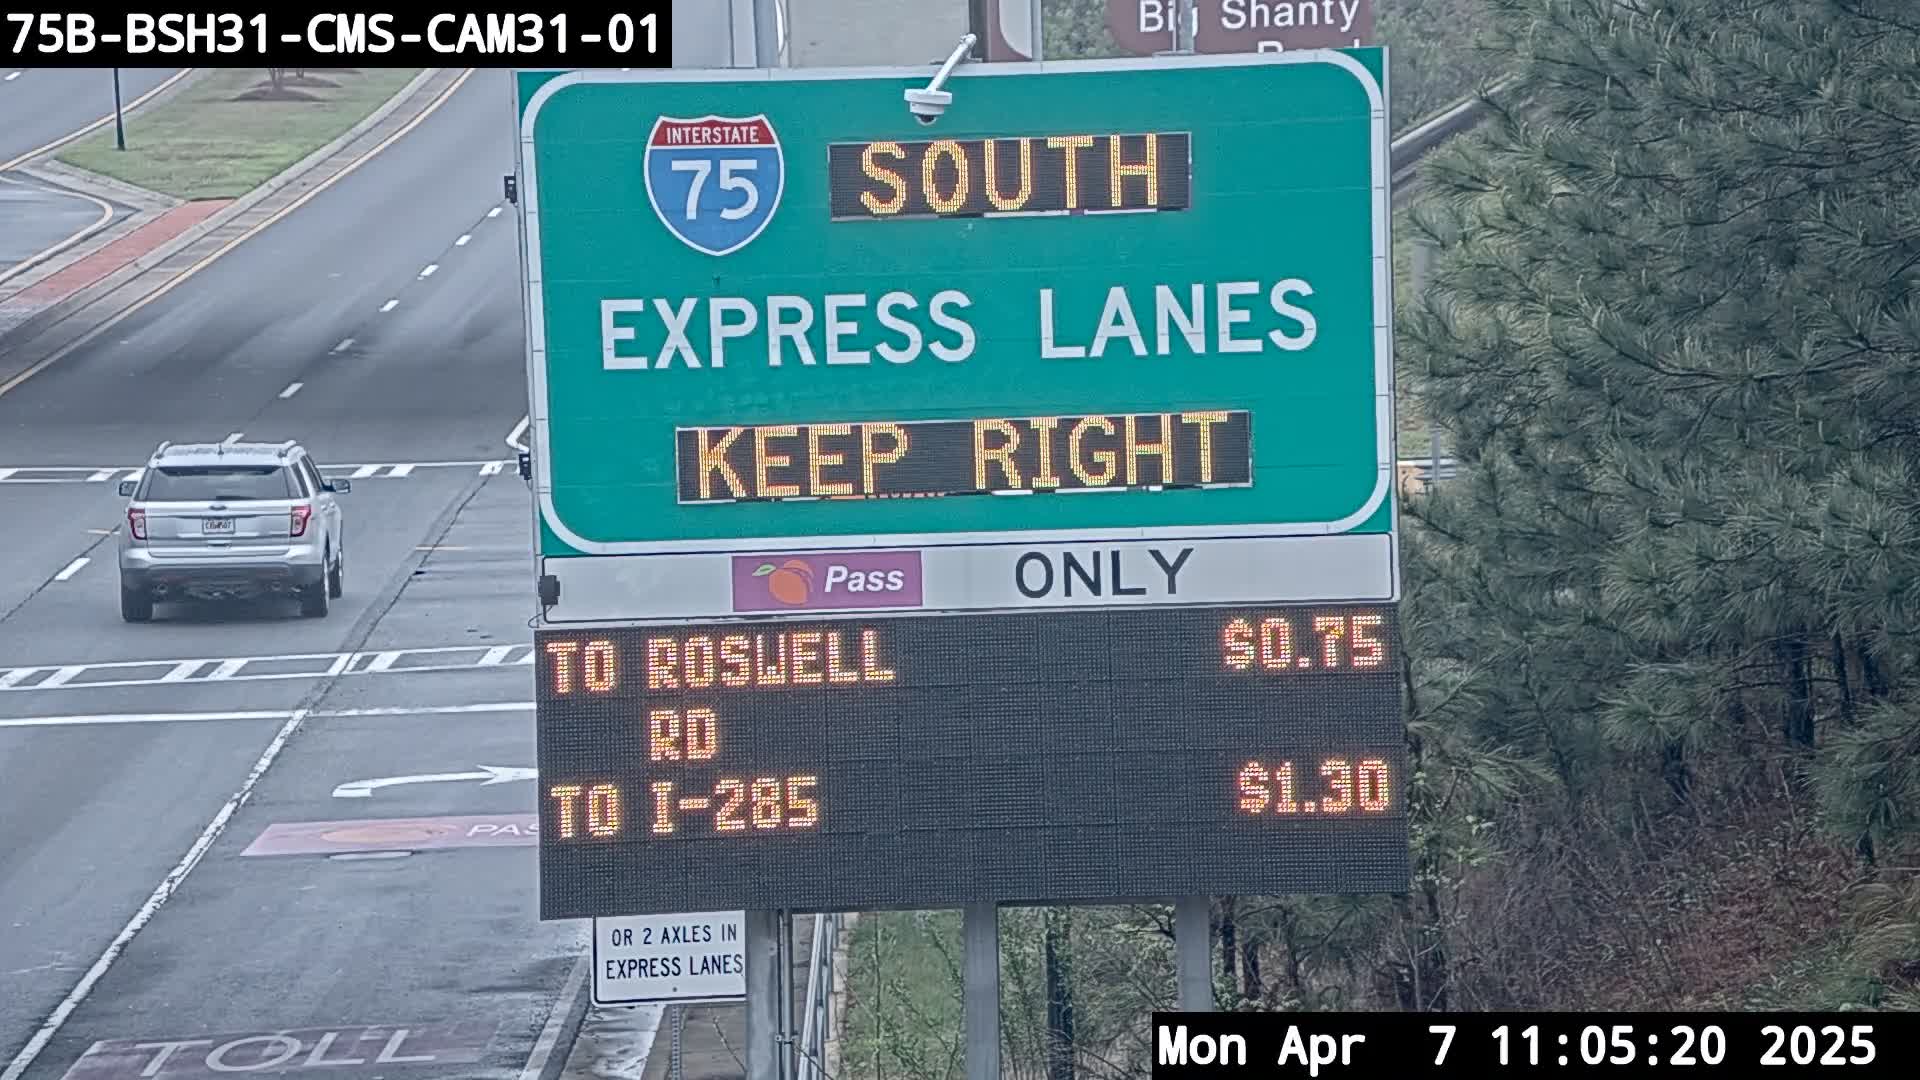 75B-BSH31-CMS-CAM31-01
Big Shanty
Road
INTERSTATE
75
SOUTH
EXPRESS LANES
KEEP RIGHT
Pass ONLY
TO ROSWELL $0.75
RD
TO I-285 $1.30
PAS
OR 2 AXLES IN
EXPRESS LANES
TOLL
Mon Apr 7 11:05:20 2025